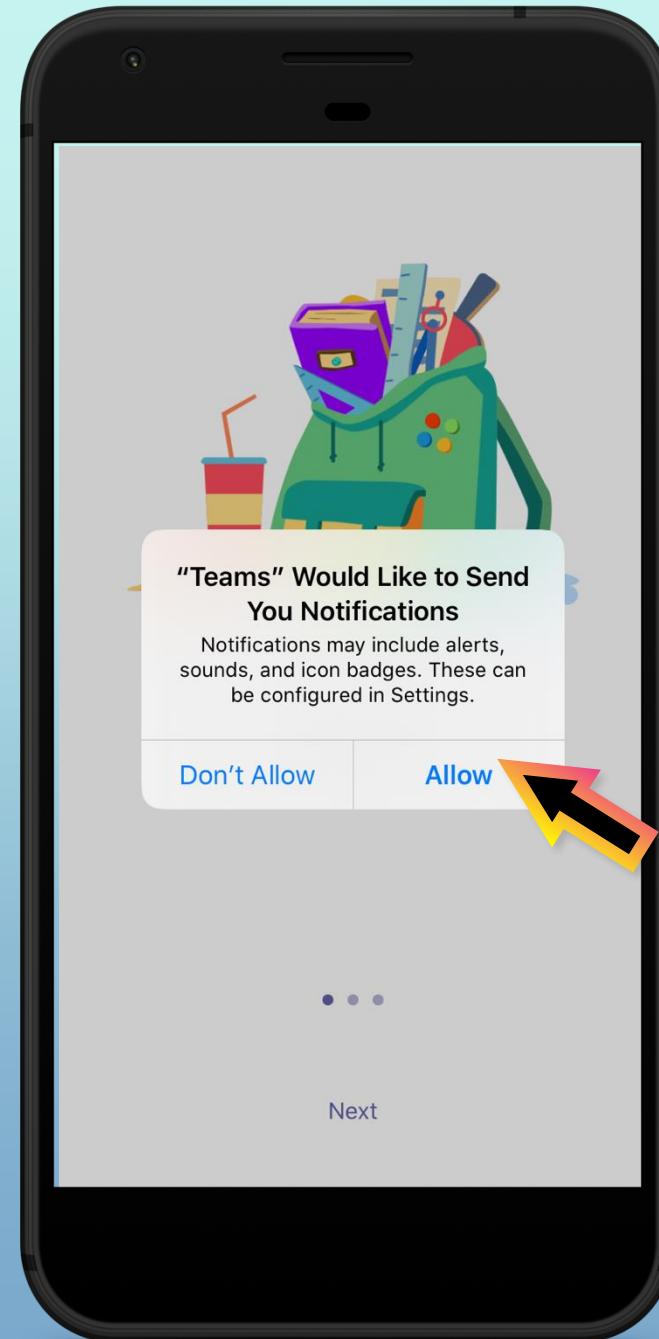 “Teams” Would Like to Send
You Notifications
Notifications may include alerts,
sounds, and icon badges. These can
be configured in Settings.
Don’t Allow
Allow
Next